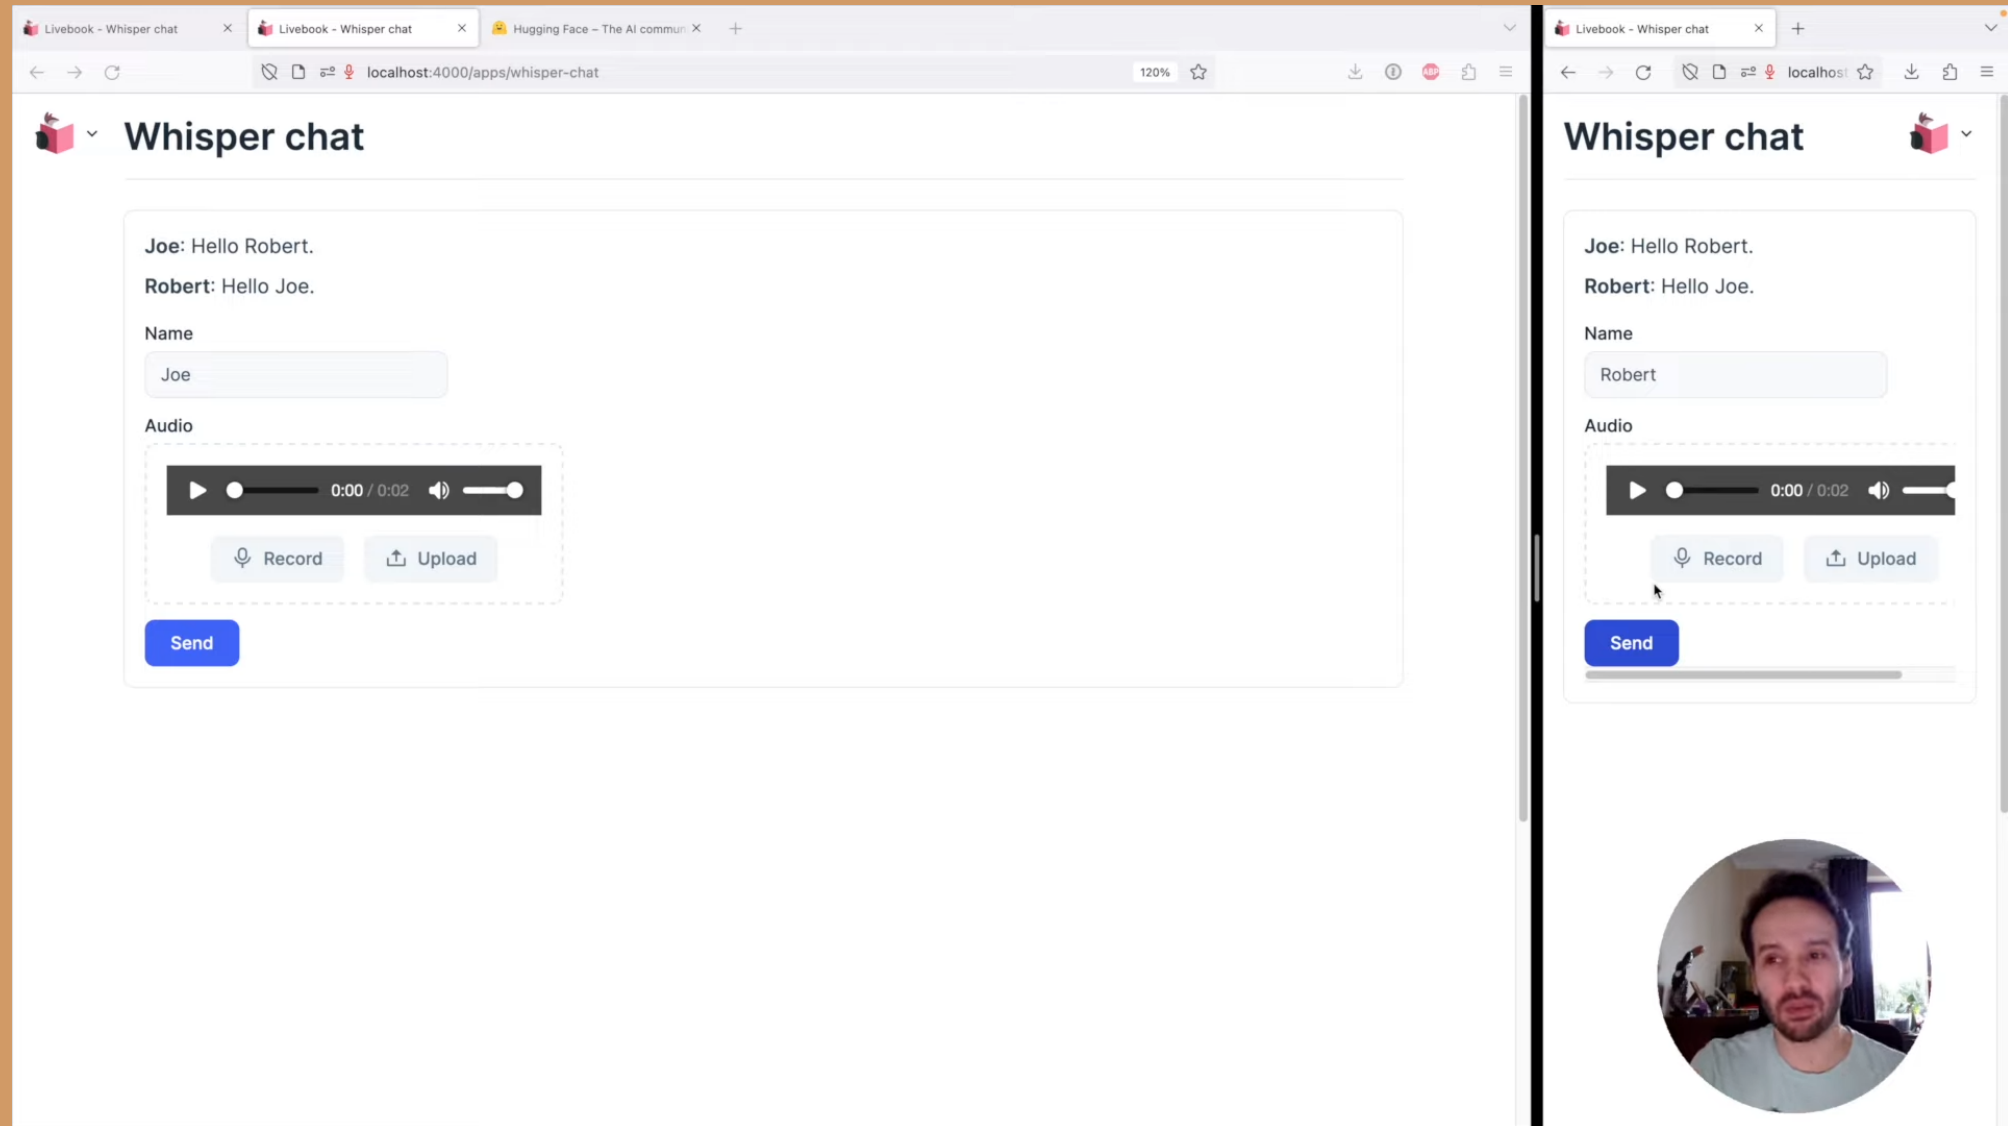 Livebook - Whisper chat
Livebook - Whisper chat
Hugging Face – The AI commun
localhost:4000/apps/whisper-chat
120%
ABP
Whisper chat
Joe: Hello Robert.
Robert: Hello Joe.
Name
Joe
Audio
0:00 / 0:02
Record
Upload
Send
Livebook - Whisper chat
localhost
Whisper chat
Joe: Hello Robert.
Robert: Hello Joe.
Name
Robert
Audio
0:00 / 0:02
Record
Upload
Send